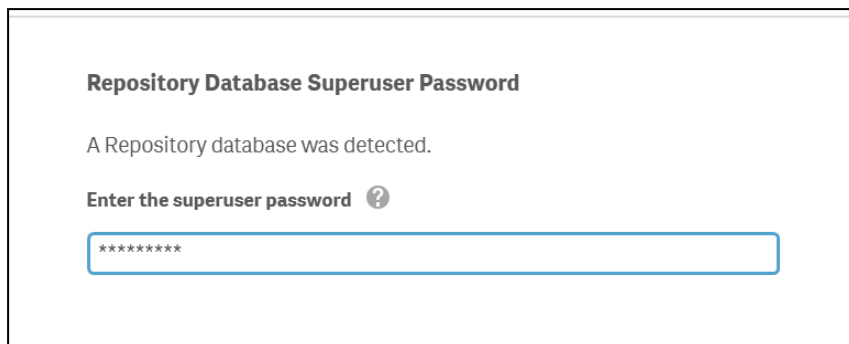 Repository Database Superuser Password
A Repository database was detected.
Enter the superuser password ?
*********